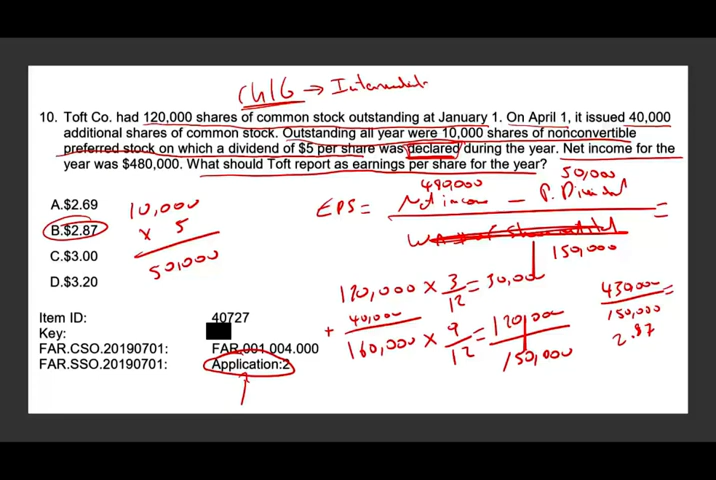 Ch16 → Intermediate
10. Toft Co. had 120,000 shares of common stock outstanding at January 1. On April 1, it issued 40,000
additional shares of common stock. Outstanding all year were 10,000 shares of nonconvertible
preferred stock on which a dividend of $5 per share was declared during the year. Net income for the
year was $480,000. What should Toft report as earnings per share for the year?
50,000
480,000
EPS = Net income - P. Dividend =
150,000
A.$2.69
B.$2.87
C.$3.00
D.$3.20
10,000
x 5
50,000
120,000 x 3/12 = 30,000
+ 40,000
160,000 x 9/12 = 120,000
150,000
430,000
150,000 =
2.87
Item ID: 40727
Key:
FAR.CSO.20190701: FAR.001.004.000
FAR.SSO.20190701: Application:2